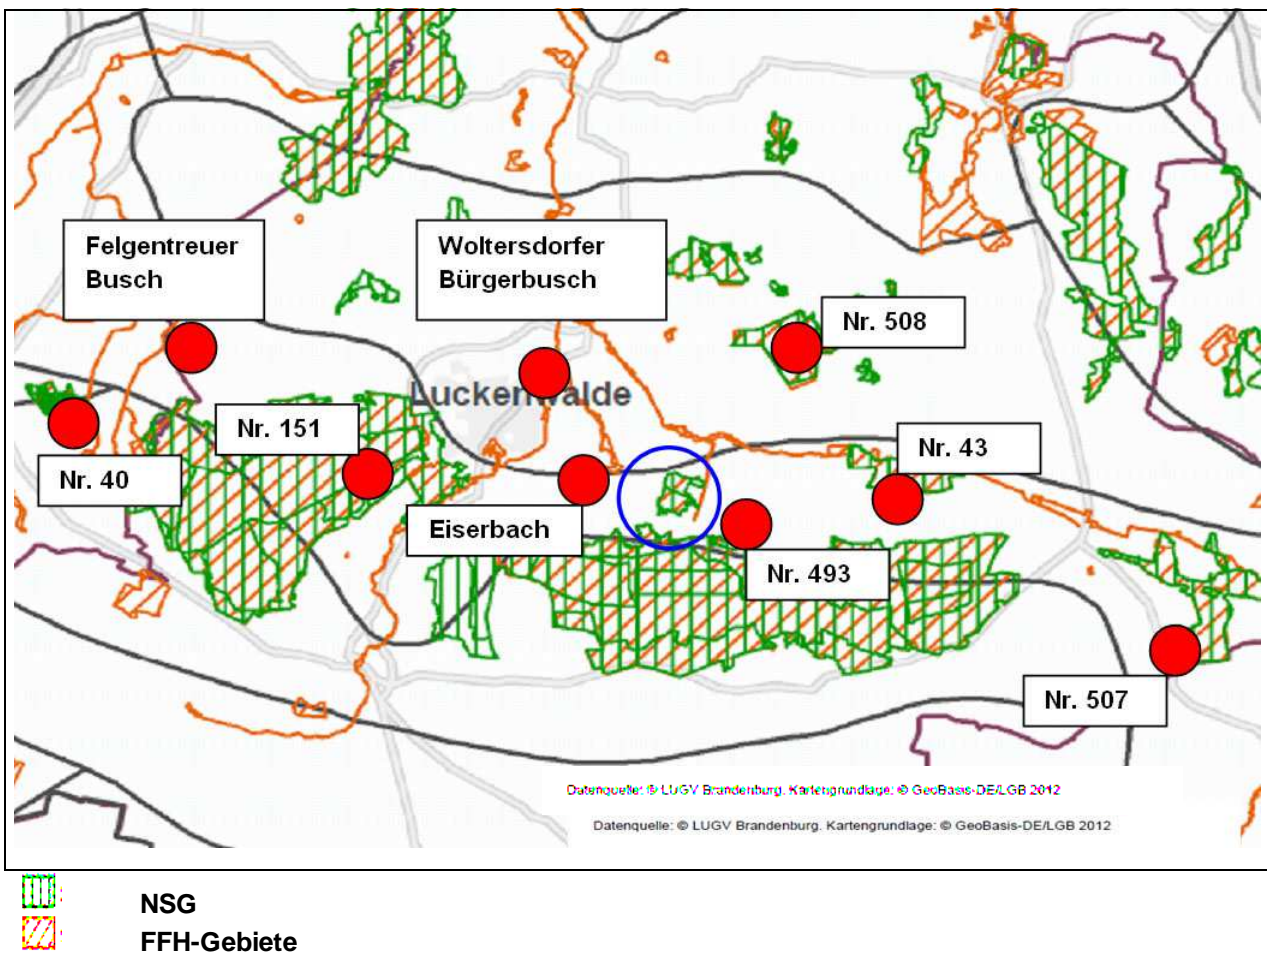 Felgentreuer
Busch
Woltersdorfer
Bürgerbusch
Nr. 508
Luckenwalde
Nr. 151
Nr. 43
Nr. 40
Eiserbach
Nr. 493
Nr. 507
Datenquelle: © LUGV Brandenburg. Kartengrundlage: © GeoBasis-DE/LGB 2012
Datenquelle: © LUGV Brandenburg. Kartengrundlage: © GeoBasis-DE/LGB 2012
NSG
FFH-Gebiete